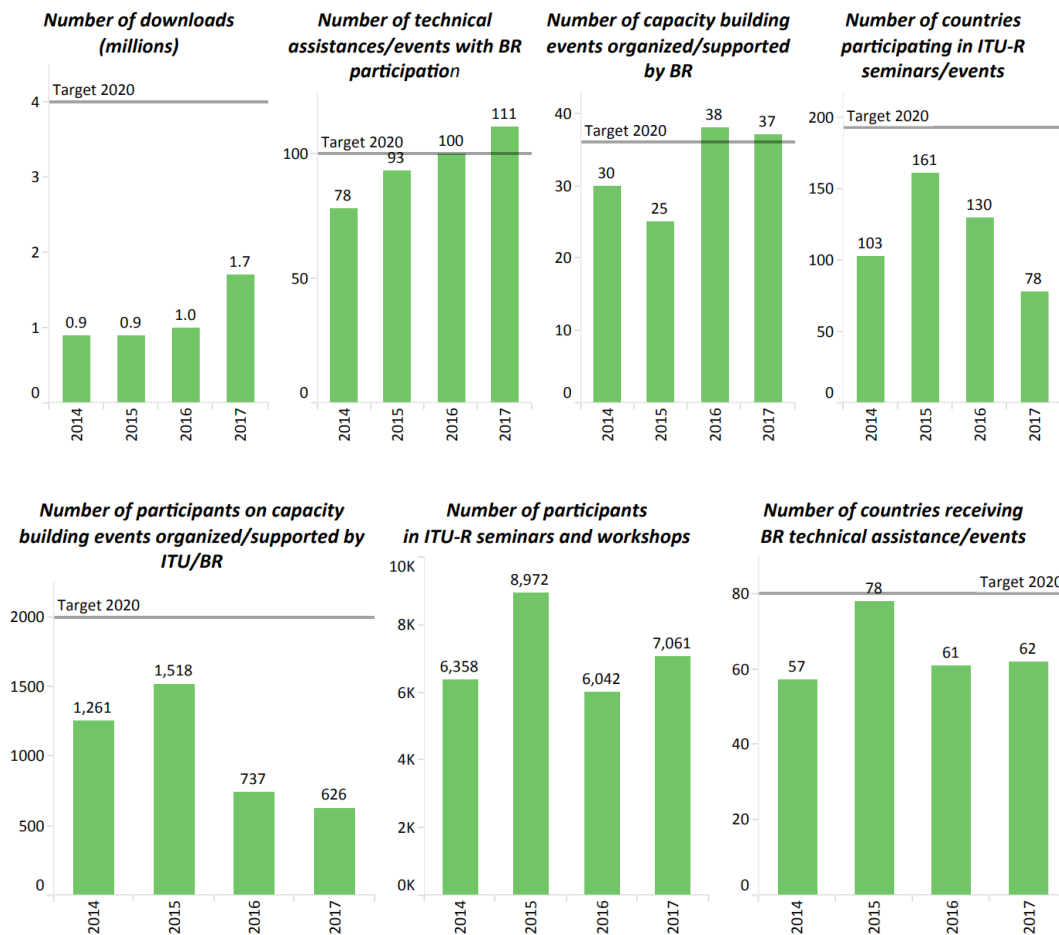 Number of downloads
(millions)
Target 2020
4
3
2
1
0
0.9
0.9
1.0
1.7
2014
2015
2016
2017
Number of technical
assistances/events with BR
participation
Target 2020
100
50
0
78
93
100
111
2014
2015
2016
2017
Number of capacity building
events organized/supported
by BR
Target 2020
40
30
20
10
0
30
25
38
37
2014
2015
2016
2017
Number of countries
participating in ITU-R
seminars/events
Target 2020
200
150
100
50
0
103
161
130
78
2014
2015
2016
2017
Number of participants on capacity
building events organized/supported by
ITU/BR
Target 2020
2000
1500
1000
500
0
1,261
1,518
737
626
2014
2015
2016
2017
Number of participants
in ITU-R seminars and workshops
10K
8K
6K
4K
2K
0K
6,358
8,972
6,042
7,061
2014
2015
2016
2017
Number of countries receiving
BR technical assistance/events
Target 2020
80
60
40
20
0
57
78
61
62
2014
2015
2016
2017